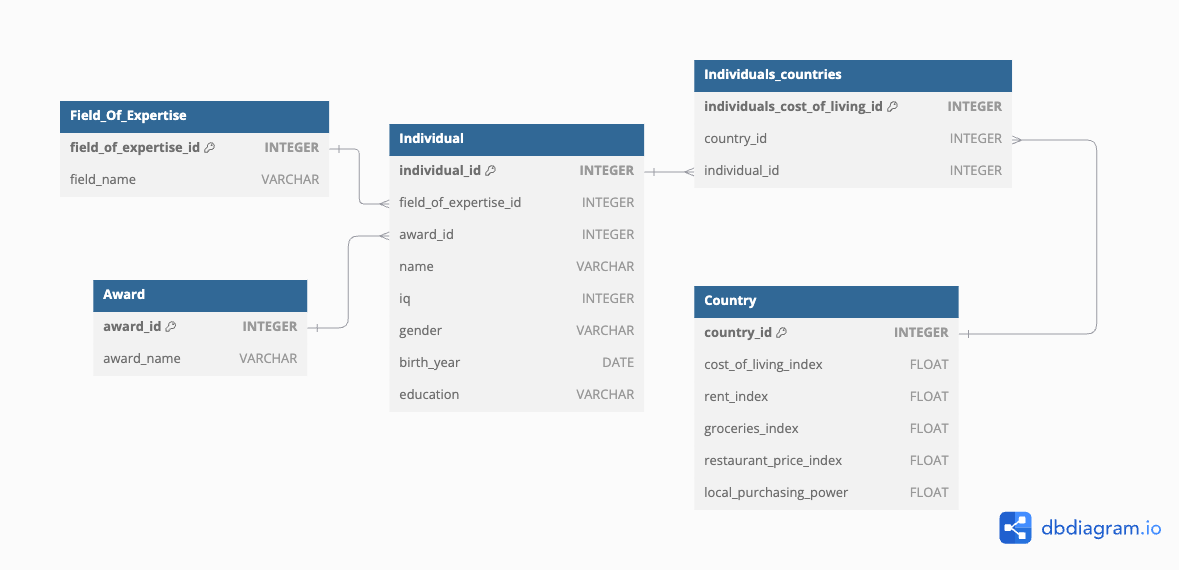 Field_Of_Expertise
field_of_expertise_id INTEGER
field_name VARCHAR
Award
award_id INTEGER
award_name VARCHAR
Individual
individual_id INTEGER
field_of_expertise_id INTEGER
award_id INTEGER
name VARCHAR
iq INTEGER
gender VARCHAR
birth_year DATE
education VARCHAR
Individuals_countries
individuals_cost_of_living_id INTEGER
country_id INTEGER
individual_id INTEGER
Country
country_id INTEGER
cost_of_living_index FLOAT
rent_index FLOAT
groceries_index FLOAT
restaurant_price_index FLOAT
local_purchasing_power FLOAT
dbdiagram.io